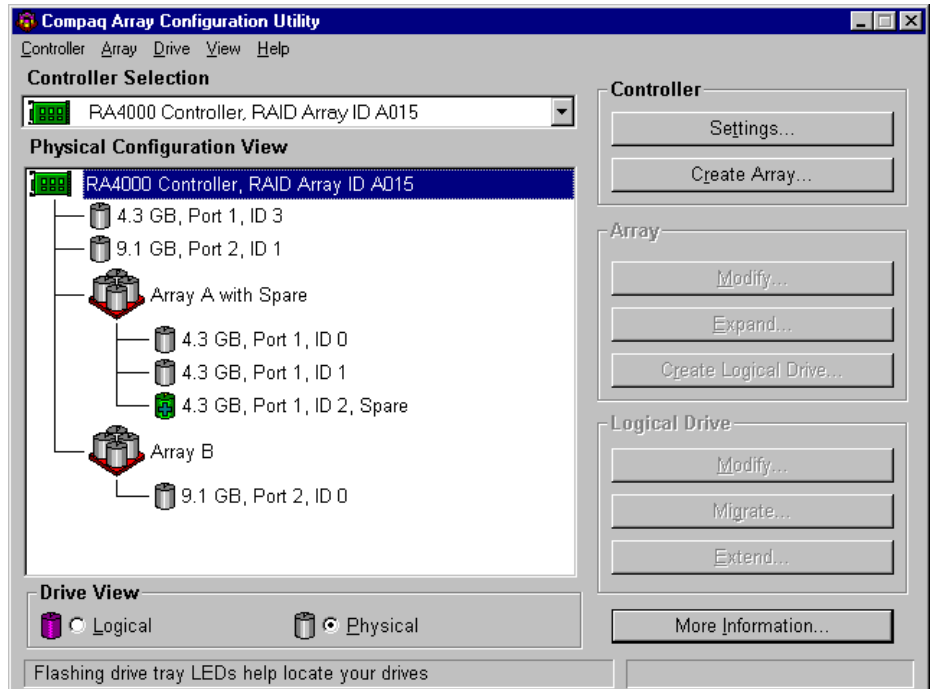 Compaq Array Configuration Utility
Controller Array Drive View Help
Controller Selection
RA4000 Controller, RAID Array ID A015
Physical Configuration View
RA4000 Controller, RAID Array ID A015
4.3 GB, Port 1, ID 3
9.1 GB, Port 2, ID 1
Array A with Spare
4.3 GB, Port 1, ID 0
4.3 GB, Port 1, ID 1
4.3 GB, Port 1, ID 2, Spare
Array B
9.1 GB, Port 2, ID 0
Drive View
Logical
Physical
Controller
Settings...
Create Array...
Array
Modify...
Expand...
Create Logical Drive...
Logical Drive
Modify...
Migrate...
Extend...
More Information...
Flashing drive tray LEDs help locate your drives